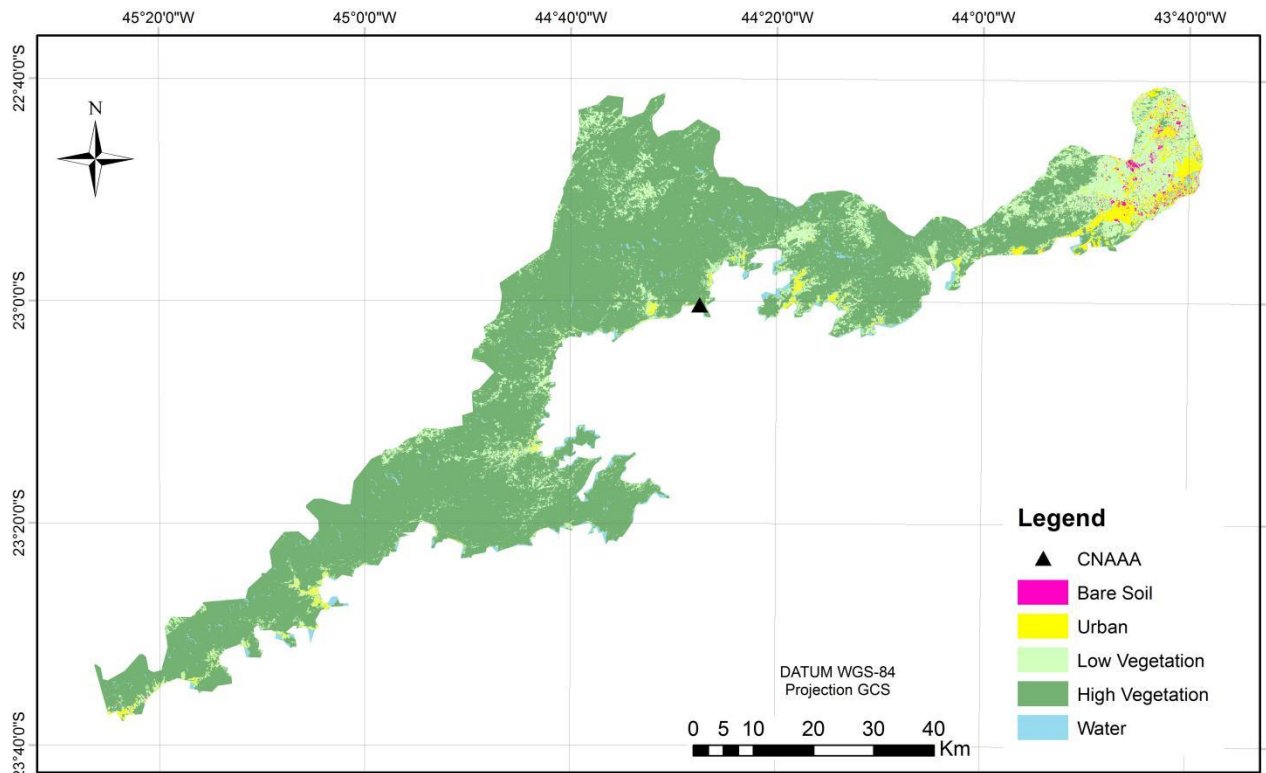 45°20'0"W 45°0'0"W 44°40'0"W 44°20'0"W 44°0'0"W 43°40'0"W
22°40'0"S
N
23°0'0"S
23°20'0"S
23°40'0"S
Legend
CNAAA
Bare Soil
Urban
Low Vegetation
High Vegetation
Water
DATUM WGS-84
Projection GCS
0 5 10 20 30 40
Km